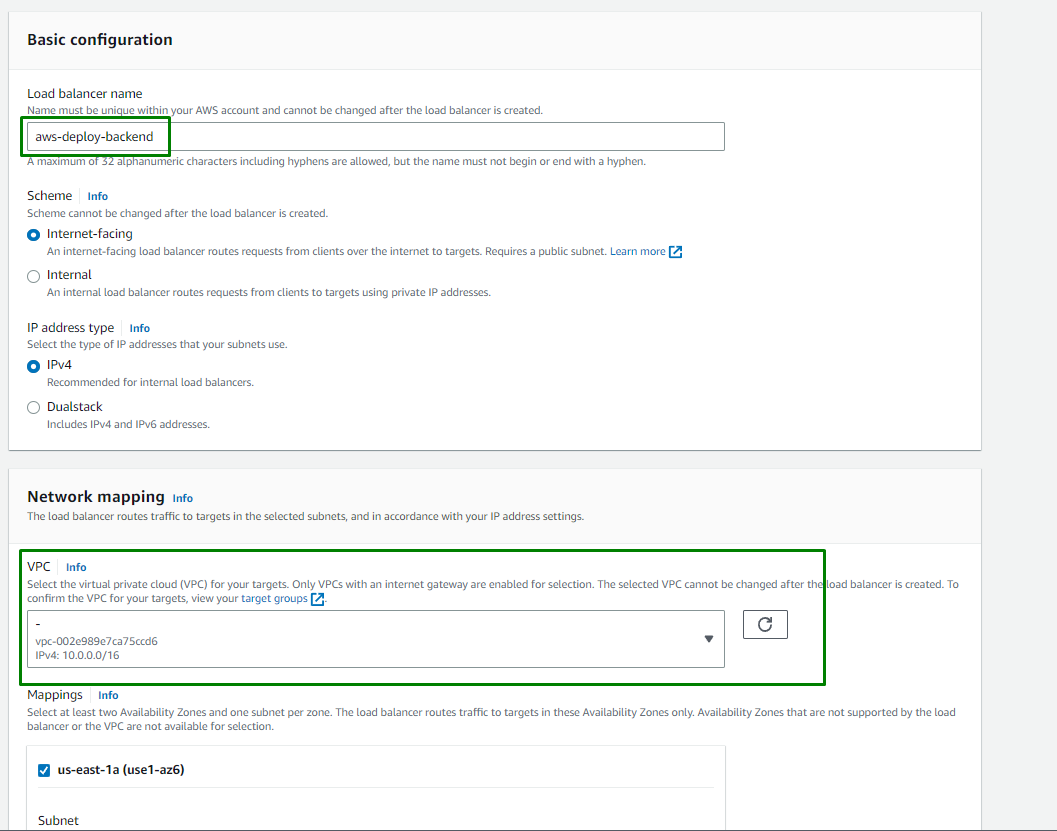 Basic configuration
Load balancer name
Name must be unique within your AWS account and cannot be changed after the load balancer is created.
aws-deploy-backend
A maximum of 32 alphanumeric characters including hyphens are allowed, but the name must not begin or end with a hyphen.
Scheme Info
Scheme cannot be changed after the load balancer is created.
Internet-facing
An internet-facing load balancer routes requests from clients over the internet to targets. Requires a public subnet. Learn more
Internal
An internal load balancer routes requests from clients to targets using private IP addresses.
IP address type Info
Select the type of IP addresses that your subnets use.
IPv4
Recommended for internal load balancers.
Dualstack
Includes IPv4 and IPv6 addresses.
Network mapping Info
The load balancer routes traffic to targets in the selected subnets, and in accordance with your IP address settings.
VPC Info
Select the virtual private cloud (VPC) for your targets. Only VPCs with an internet gateway are enabled for selection. The selected VPC cannot be changed after the load balancer is created. To
confirm the VPC for your targets, view your target groups.
-
vpc-002e989e7ca75ccd6
IPv4: 10.0.0.0/16
Mappings Info
Select at least two Availability Zones and one subnet per zone. The load balancer routes traffic to targets in these Availability Zones only. Availability Zones that are not supported by the load
balancer or the VPC are not available for selection.
us-east-1a (use1-az6)
Subnet